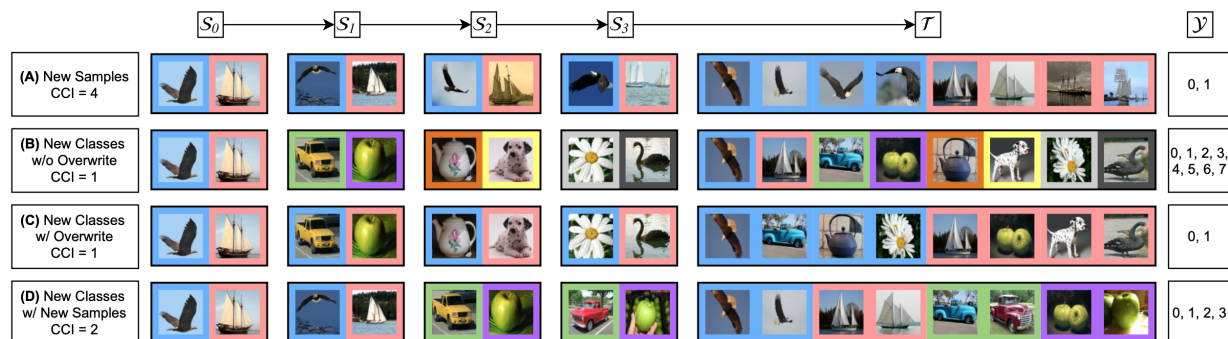 S0 S1 S2 S3 T Y
(A) New Samples
CCI = 4
0, 1
(B) New Classes
w/o Overwrite
CCI = 1
0, 1, 2, 3,
4, 5, 6, 7
(C) New Classes
w/ Overwrite
CCI = 1
0, 1
(D) New Classes
w/ New Samples
CCI = 2
0, 1, 2, 3